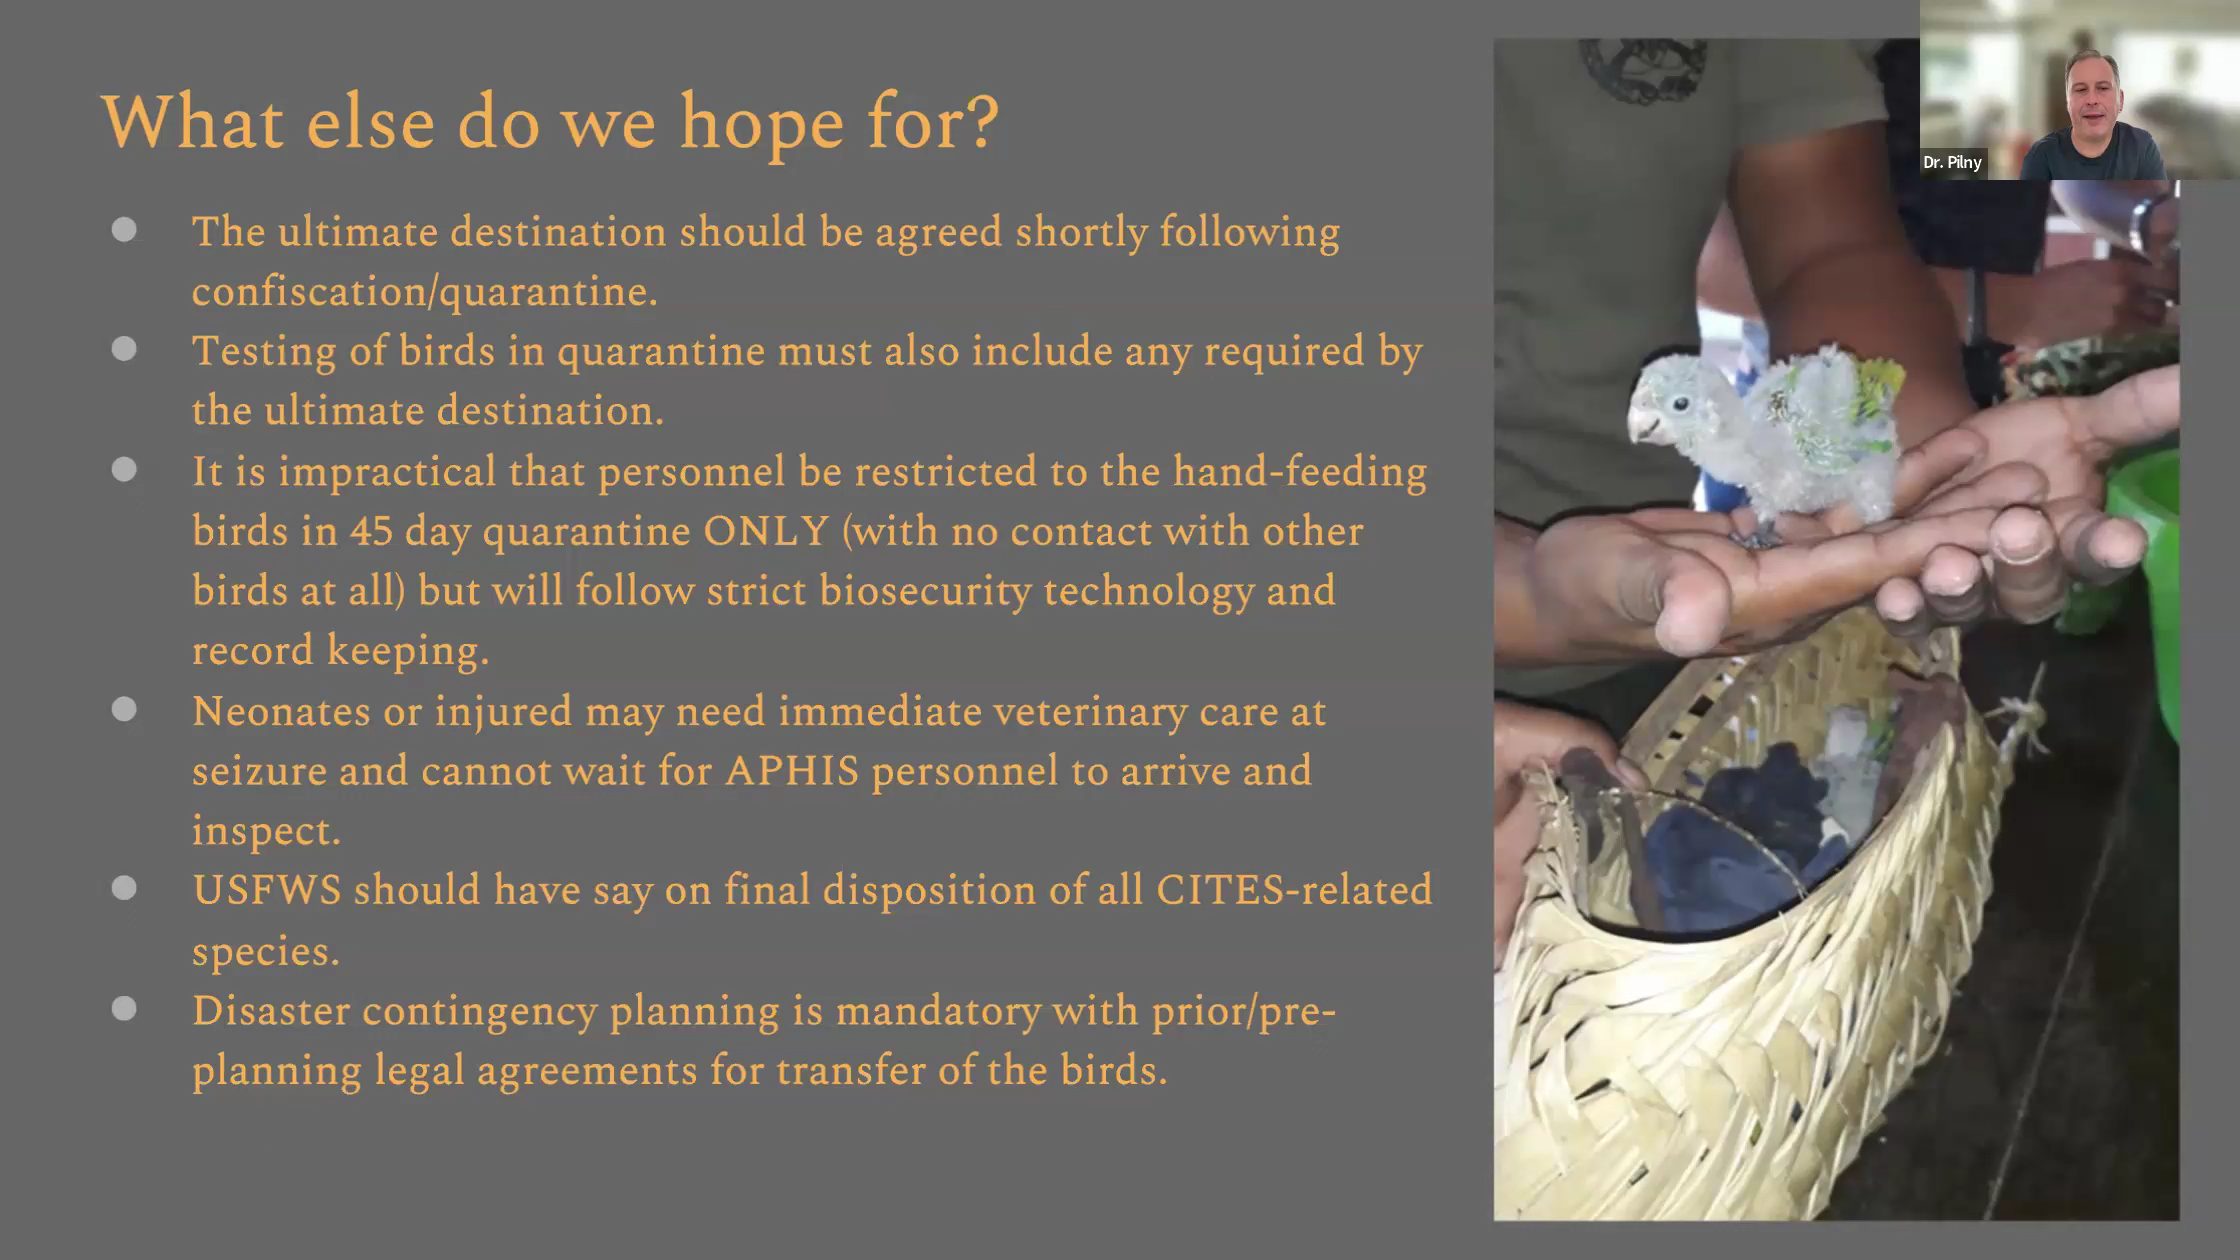 What else do we hope for?
The ultimate destination should be agreed shortly following
confiscation/quarantine.
Testing of birds in quarantine must also include any required by
the ultimate destination.
It is impractical that personnel be restricted to the hand-feeding
birds in 45 day quarantine ONLY (with no contact with other
birds at all) but will follow strict biosecurity technology and
record keeping.
Neonates or injured may need immediate veterinary care at
seizure and cannot wait for APHIS personnel to arrive and
inspect.
USFWS should have say on final disposition of all CITES-related
species.
Disaster contingency planning is mandatory with prior/pre-
planning legal agreements for transfer of the birds.
Dr. Pilny